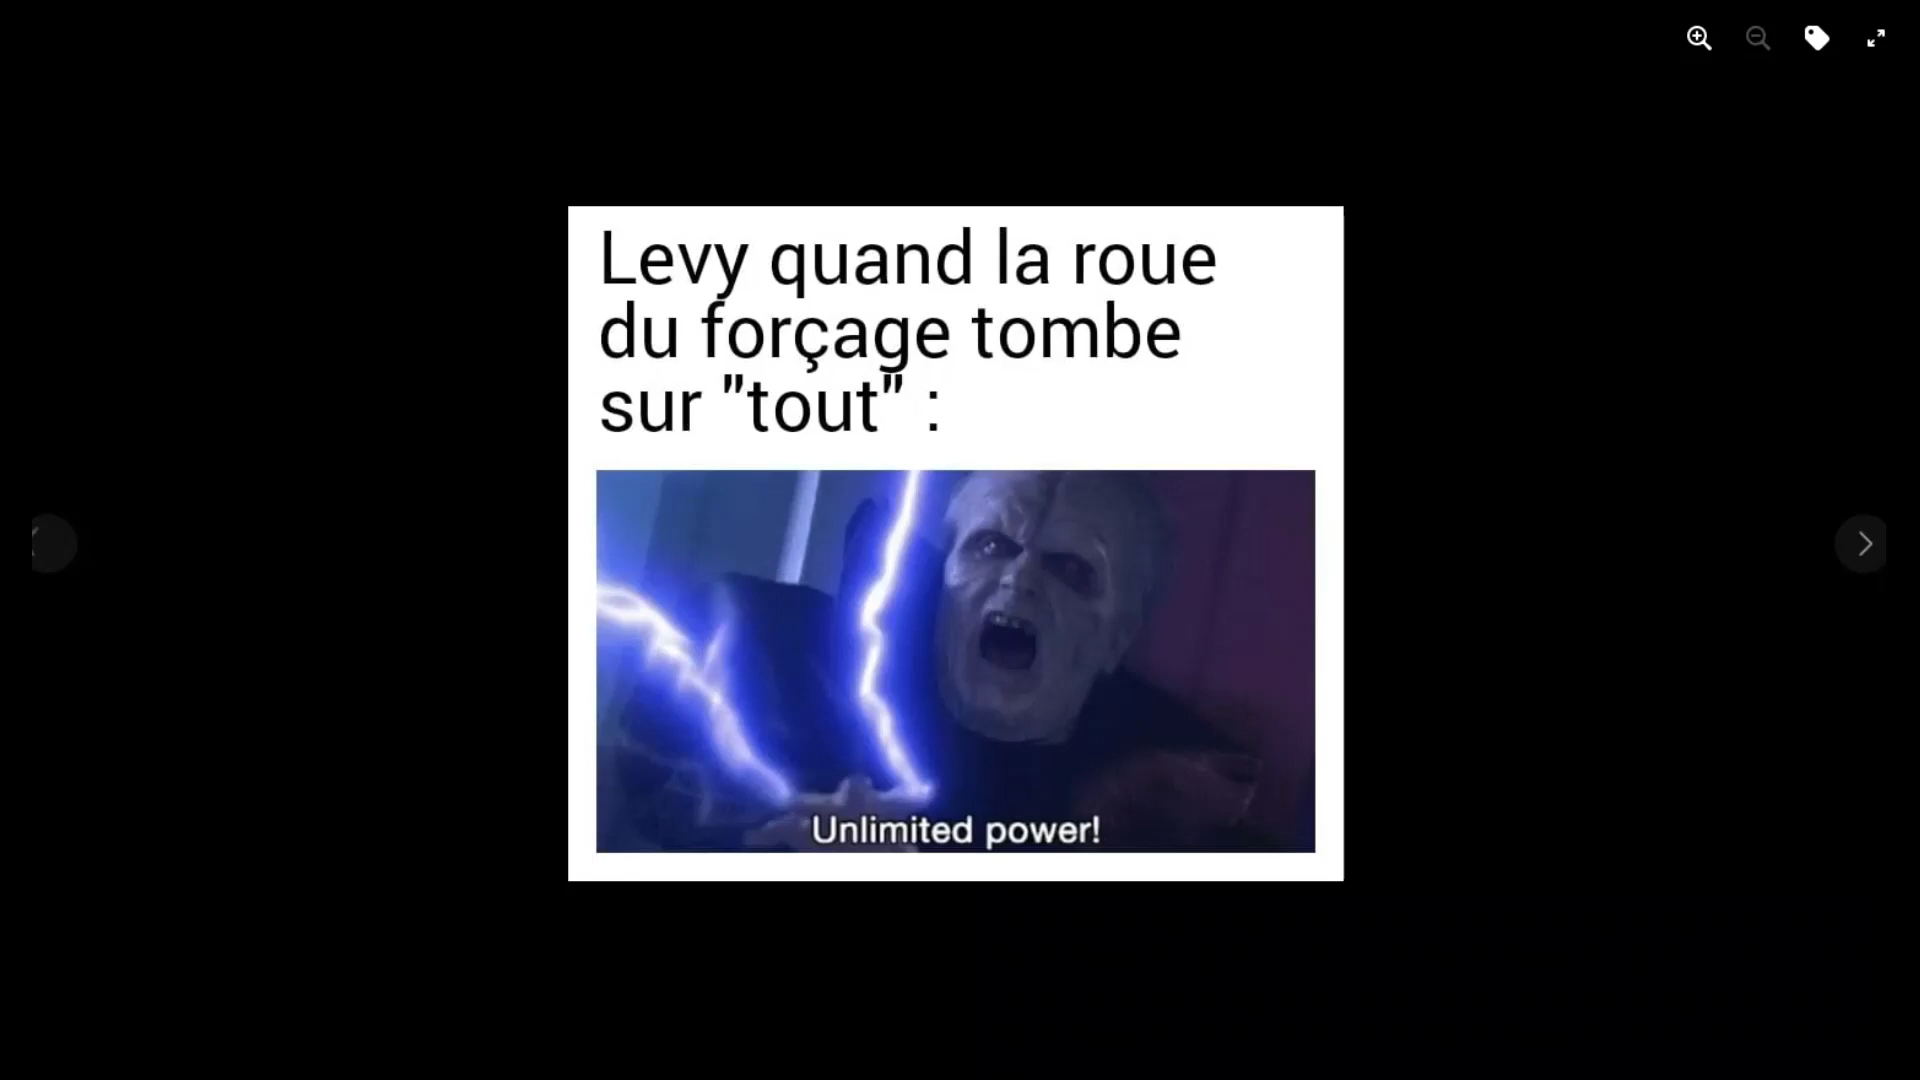 Levy quand la roue
du forçage tombe
sur "tout" :
Unlimited power!